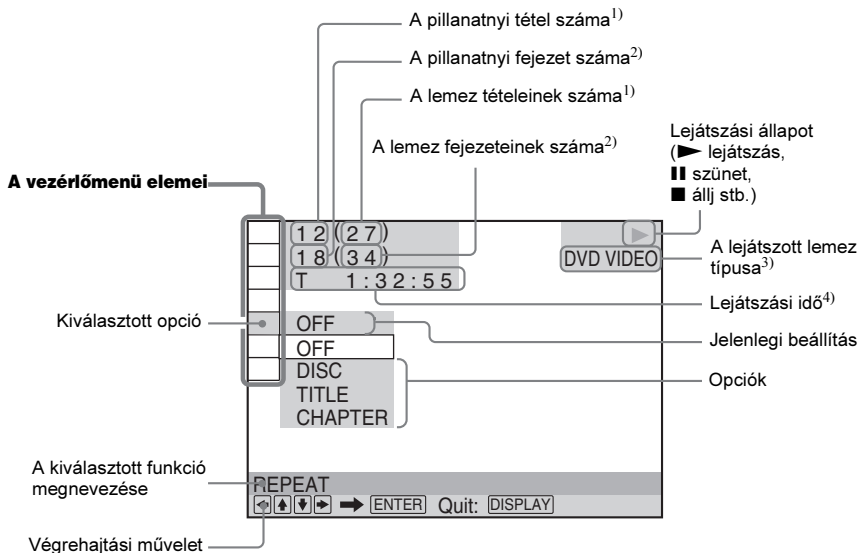 A pillanatnyi tétel száma1)
A pillanatnyi fejezet száma2)
A lemez tételeinek száma1)
A lemez fejezeteinek száma2)
Lejátszási állapot
(► lejátszás,
❚❚ szünet,
■ állj stb.)
A vezérlőmenü elemei
12(27)
18(34)
T 1:32:55
►
DVD VIDEO
A lejátszott lemez
típusa3)
Lejátszási idő4)
Kiválasztott opció
OFF
Jelenlegi beállítás
OFF
DISC
TITLE
CHAPTER
Opciók
A kiválasztott funkció
megnevezése
REPEAT
←↑↓→ ➡ ENTER Quit: DISPLAY
Végrehajtási művelet